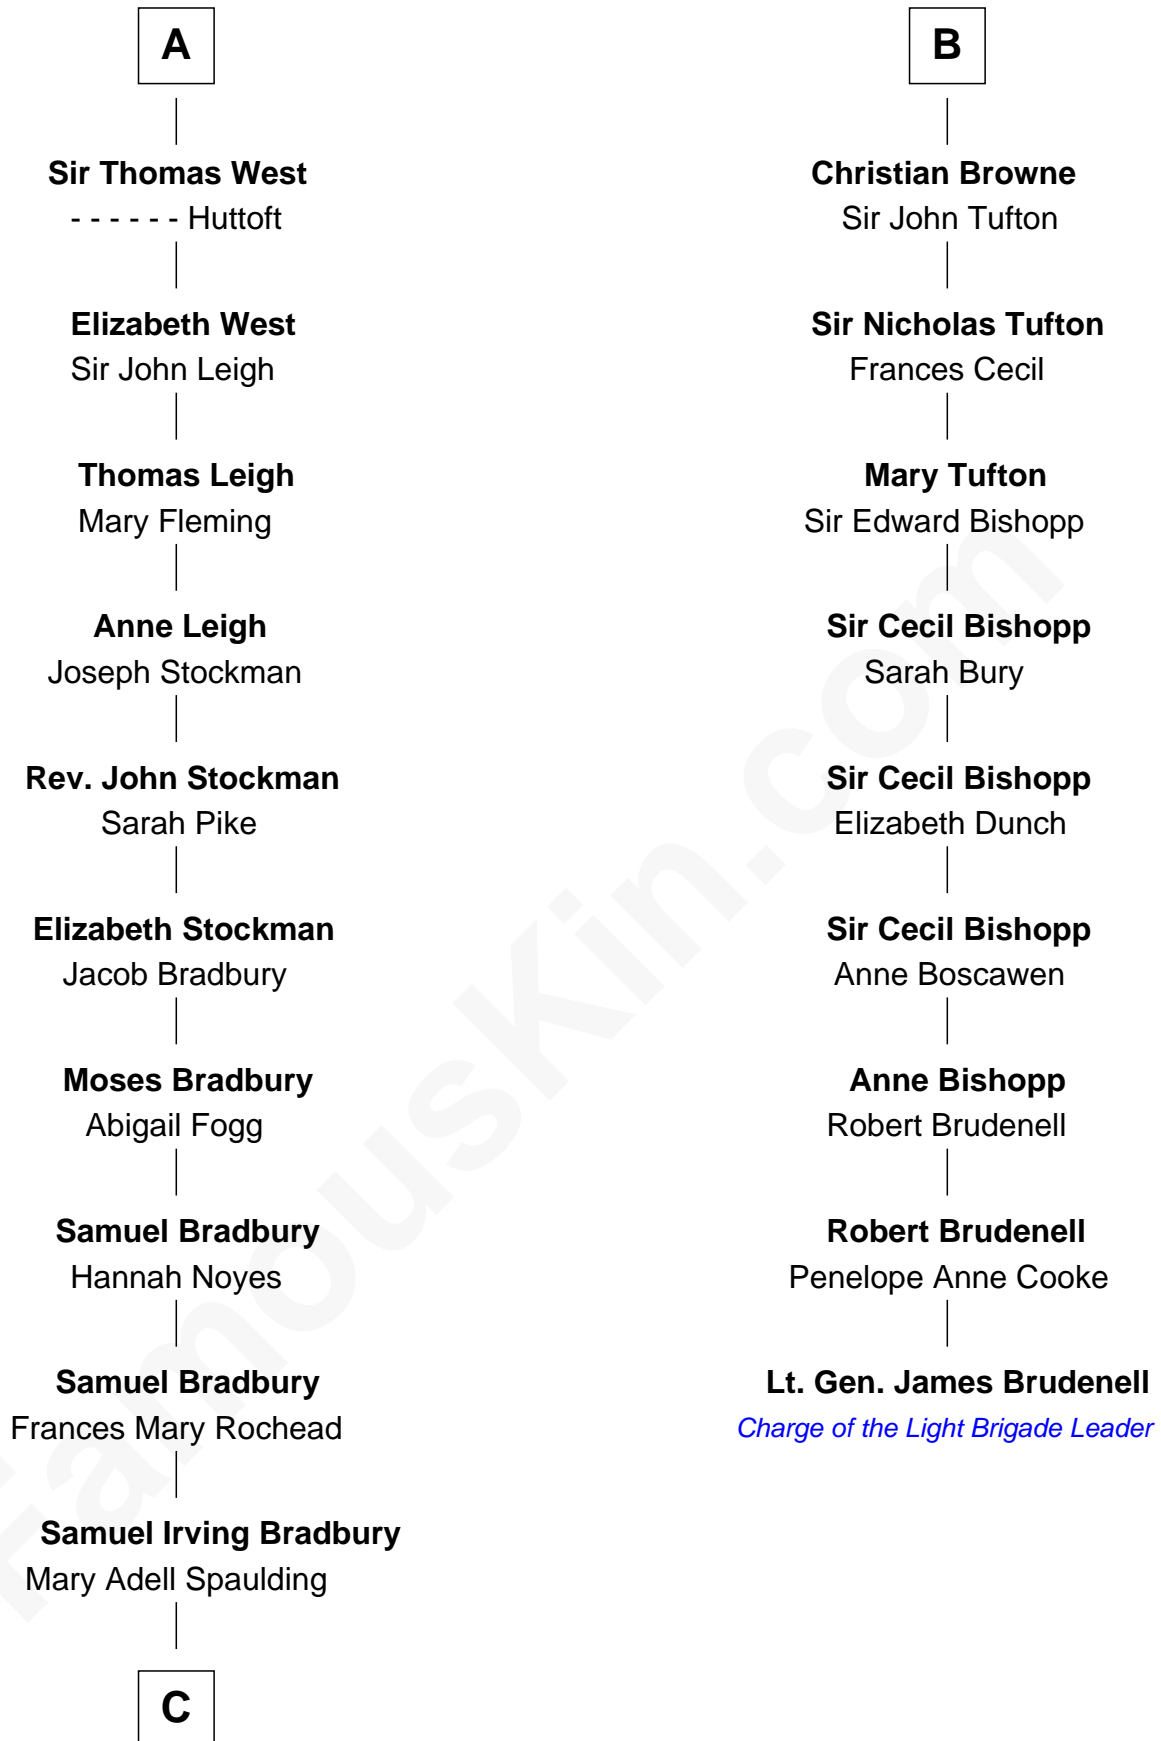 A
Sir Thomas West
- - - - - - Huttoft
Elizabeth West
Sir John Leigh
Thomas Leigh
Mary Fleming
Anne Leigh
Joseph Stockman
Rev. John Stockman
Sarah Pike
Elizabeth Stockman
Jacob Bradbury
Moses Bradbury
Abigail Fogg
Samuel Bradbury
Hannah Noyes
Samuel Bradbury
Frances Mary Rochead
Samuel Irving Bradbury
Mary Adell Spaulding
C
B
Christian Browne
Sir John Tufton
Sir Nicholas Tufton
Frances Cecil
Mary Tufton
Sir Edward Bishopp
Sir Cecil Bishopp
Sarah Bury
Sir Cecil Bishopp
Elizabeth Dunch
Sir Cecil Bishopp
Anne Boscawen
Anne Bishopp
Robert Brudenell
Robert Brudenell
Penelope Anne Cooke
Lt. Gen. James Brudenell
Charge of the Light Brigade Leader
FamousKin.com